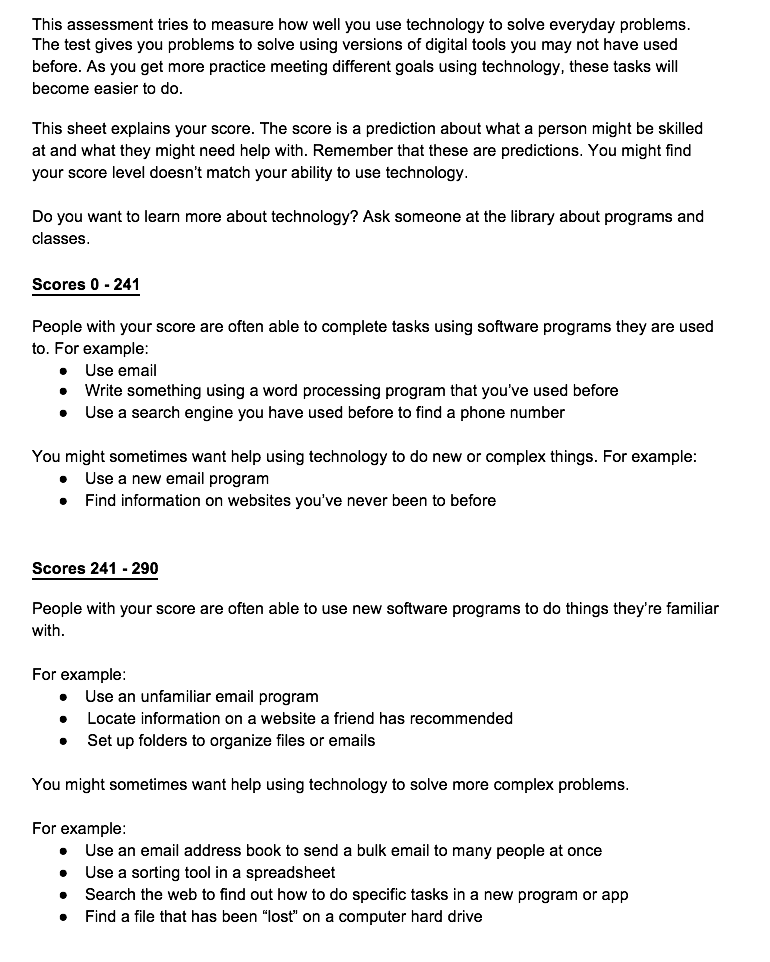 This assessment tries to measure how well you use technology to solve everyday problems.
The test gives you problems to solve using versions of digital tools you may not have used
before. As you get more practice meeting different goals using technology, these tasks will
become easier to do.
This sheet explains your score. The score is a prediction about what a person might be skilled
at and what they might need help with. Remember that these are predictions. You might find
your score level doesn't match your ability to use technology.
Do you want to learn more about technology? Ask someone at the library about programs and
classes.
Scores 0 - 241
People with your score are often able to complete tasks using software programs they are used
to. For example:
● Use email
● Write something using a word processing program that you've used before
● Use a search engine you have used before to find a phone number
You might sometimes want help using technology to do new or complex things. For example:
● Use a new email program
● Find information on websites you've never been to before
Scores 241 - 290
People with your score are often able to use new software programs to do things they're familiar
with.
For example:
● Use an unfamiliar email program
● Locate information on a website a friend has recommended
● Set up folders to organize files or emails
You might sometimes want help using technology to solve more complex problems.
For example:
● Use an email address book to send a bulk email to many people at once
● Use a sorting tool in a spreadsheet
● Search the web to find out how to do specific tasks in a new program or app
● Find a file that has been “lost” on a computer hard drive